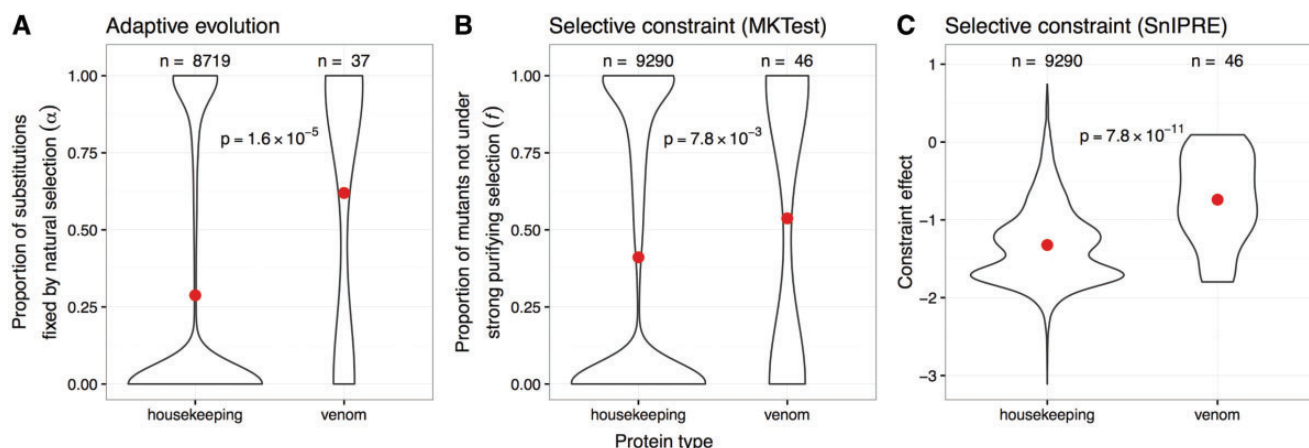 A Adaptive evolution
n = 8719 n = 37
p = 1.6 × 10⁻⁵
Proportion of substitutions
fixed by natural selection (α)
1.00
0.75
0.50
0.25
0.00
housekeeping venom
B Selective constraint (MKTest)
n = 9290 n = 46
p = 7.8 × 10⁻³
Proportion of mutants not under
strong purifying selection (f)
1.00
0.75
0.50
0.25
0.00
housekeeping venom
Protein type
C Selective constraint (SnIPRE)
n = 9290 n = 46
p = 7.8 × 10⁻¹¹
Constraint effect
1
0
−1
−2
−3
housekeeping venom